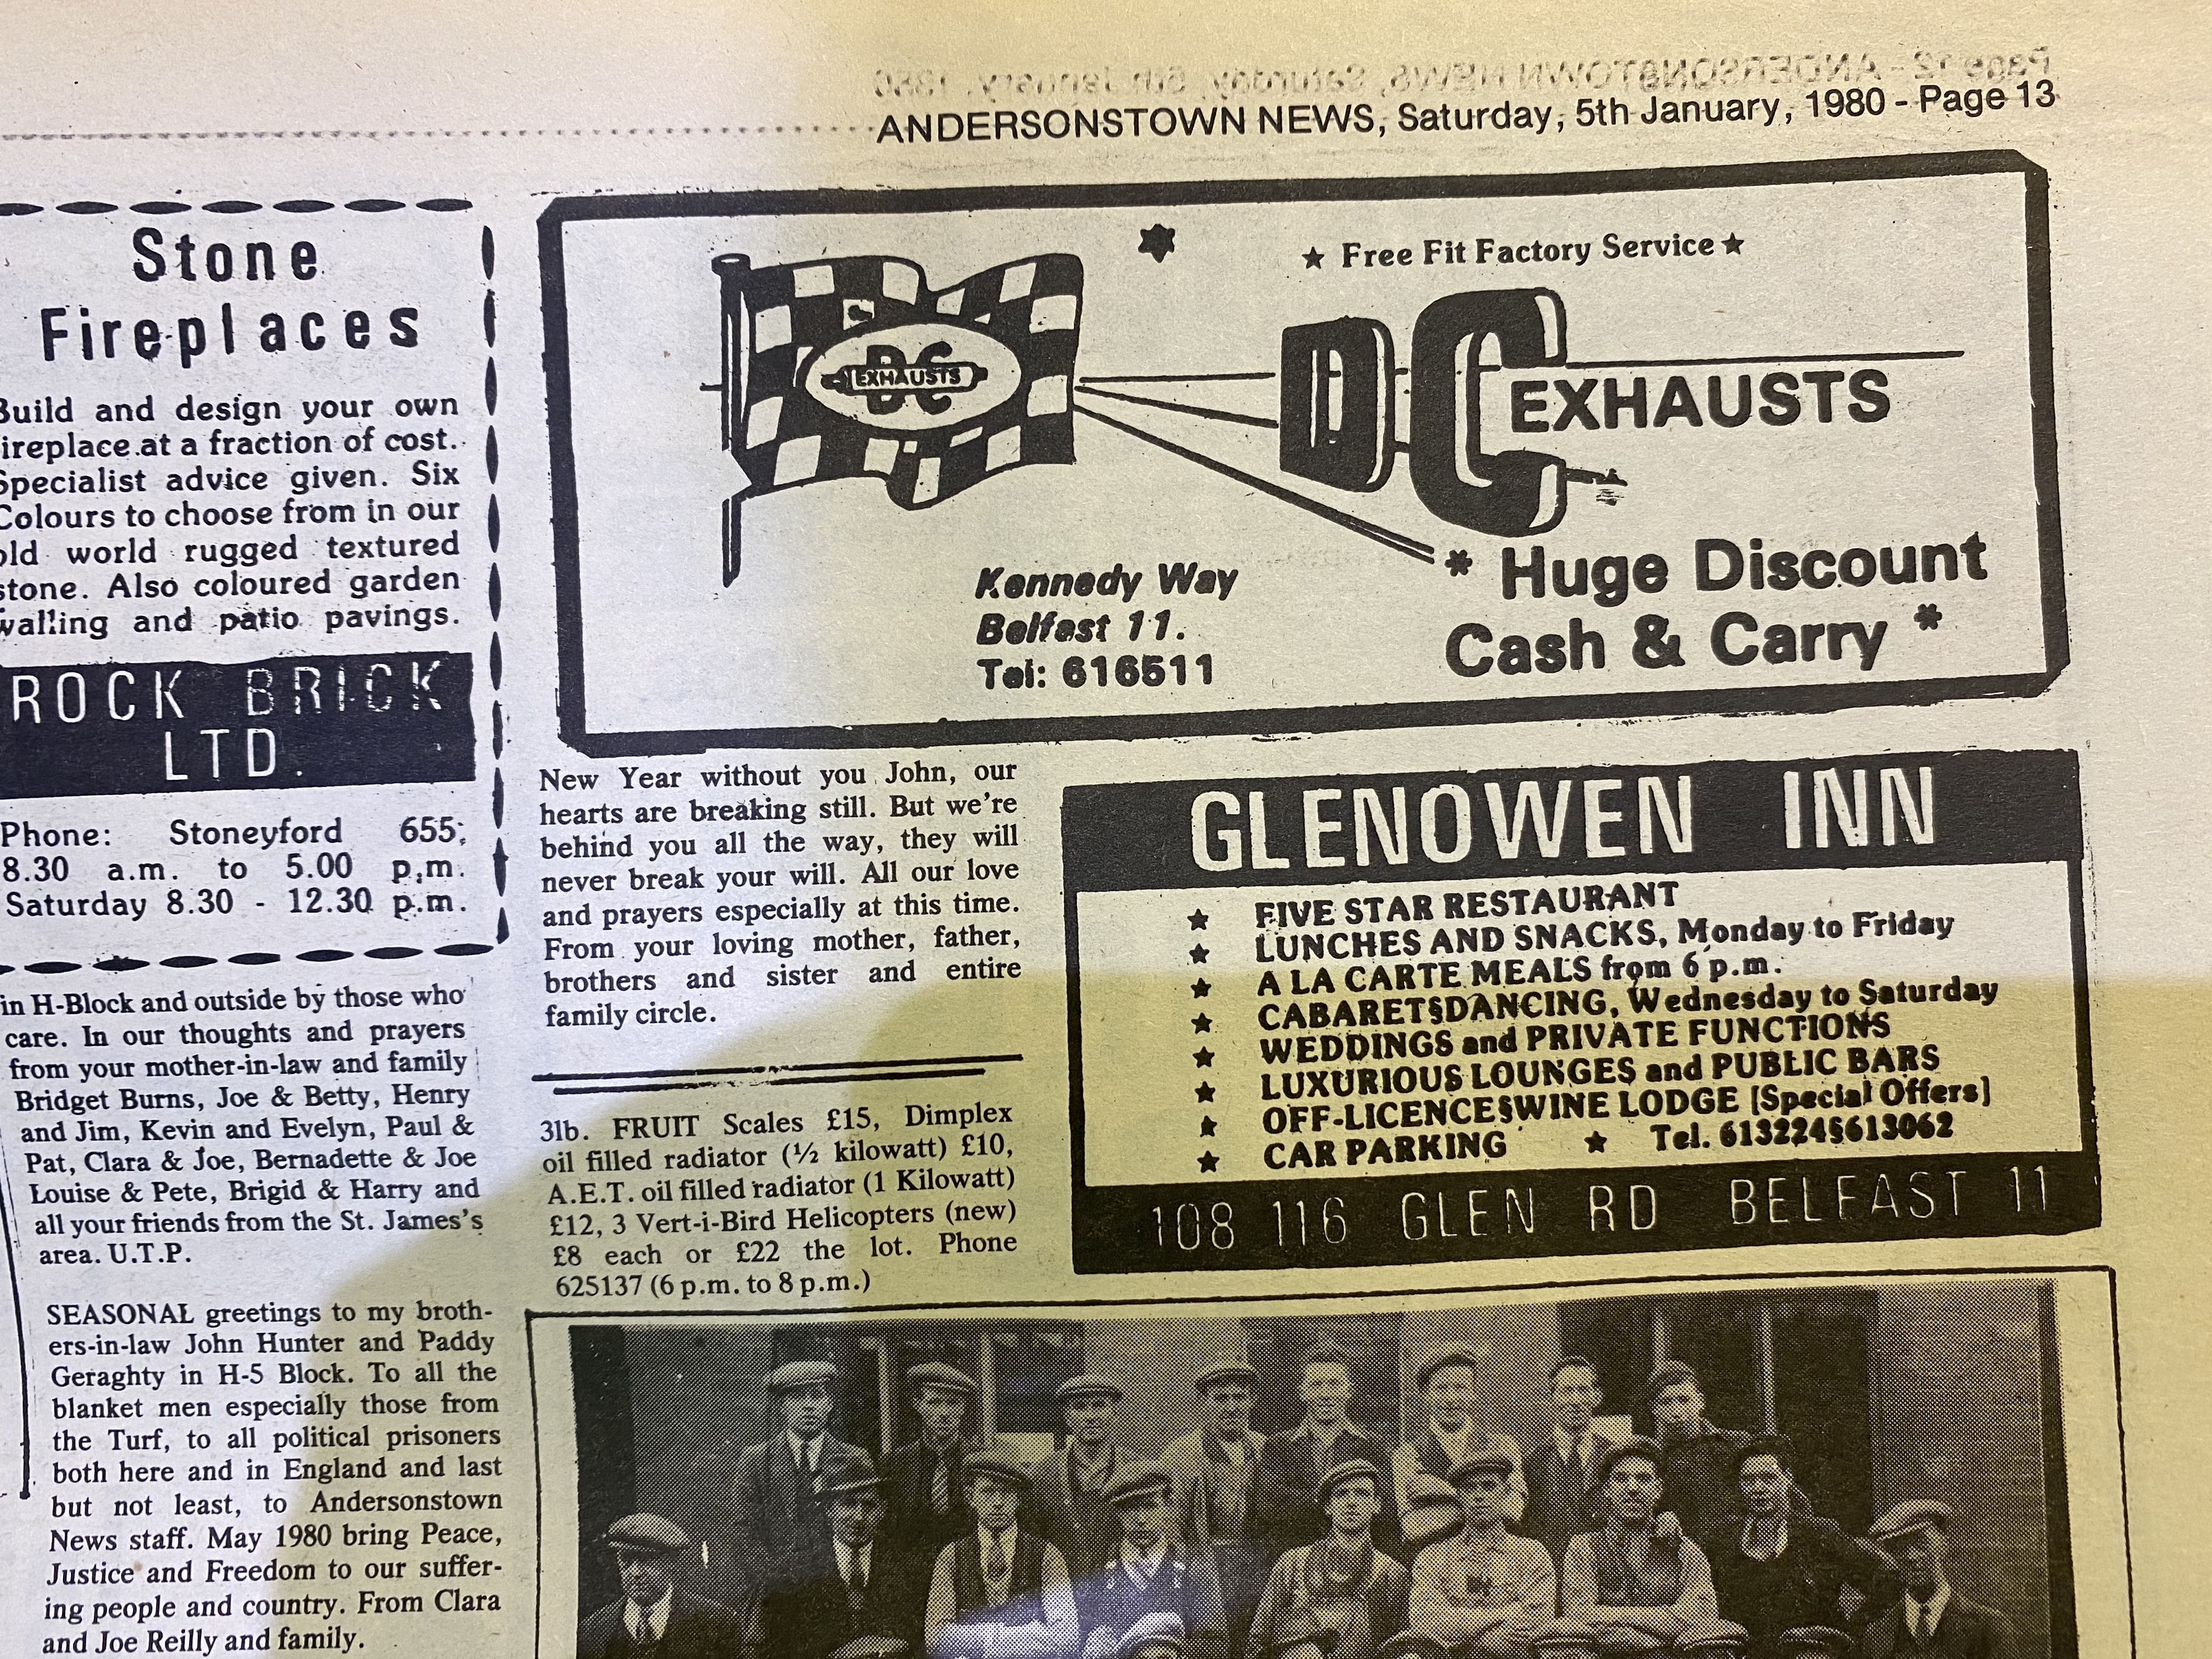 ANDERSONSTOWN NEWS, Saturday, 5th January, 1980 - Page 13
Stone
Fireplaces
Build and design your own
fireplace at a fraction of cost.
Specialist advice given. Six
Colours to choose from in our
old world rugged textured
stone. Also coloured garden
walling and patio pavings.
ROCK BRICK
LTD.
Phone: Stoneyford 655;
8.30 a.m. to 5.00 p.m.
Saturday 8.30 - 12.30 p.m.
in H-Block and outside by those who
care. In our thoughts and prayers
from your mother-in-law and family
Bridget Burns, Joe & Betty, Henry
and Jim, Kevin and Evelyn, Paul &
Pat, Clara & Joe, Bernadette & Joe
Louise & Pete, Brigid & Harry and
all your friends from the St. James's
area. U.T.P.
SEASONAL greetings to my broth-
ers-in-law John Hunter and Paddy
Geraghty in H-5 Block. To all the
blanket men especially those from
the Turf, to all political prisoners
both here and in England and last
but not least, to Andersonstown
News staff. May 1980 bring Peace,
Justice and Freedom to our suffer-
ing people and country. From Clara
and Joe Reilly and family.
★ Free Fit Factory Service ★
DC
EXHAUSTS
DC EXHAUSTS
Kennedy Way
Belfast 11.
Tel: 616511
* Huge Discount
Cash & Carry *
New Year without you John, our
hearts are breaking still. But we're
behind you all the way, they will
never break your will. All our love
and prayers especially at this time.
From your loving mother, father,
brothers and sister and entire
family circle.
3lb. FRUIT Scales £15, Dimplex
oil filled radiator (½ kilowatt) £10,
A.E.T. oil filled radiator (1 Kilowatt)
£12, 3 Vert-i-Bird Helicopters (new)
£8 each or £22 the lot. Phone
625137 (6 p.m. to 8 p.m.)
GLENOWEN INN
★ FIVE STAR RESTAURANT
★ LUNCHES AND SNACKS, Monday to Friday
★ A LA CARTE MEALS from 6 p.m.
★ CABARET§DANCING, Wednesday to Saturday
★ WEDDINGS and PRIVATE FUNCTIONS
★ LUXURIOUS LOUNGES and PUBLIC BARS
★ OFF-LICENCE§WINE LODGE [Special Offers]
★ CAR PARKING ★ Tel. 613224§613062
108 116 GLEN RD BELFAST 11